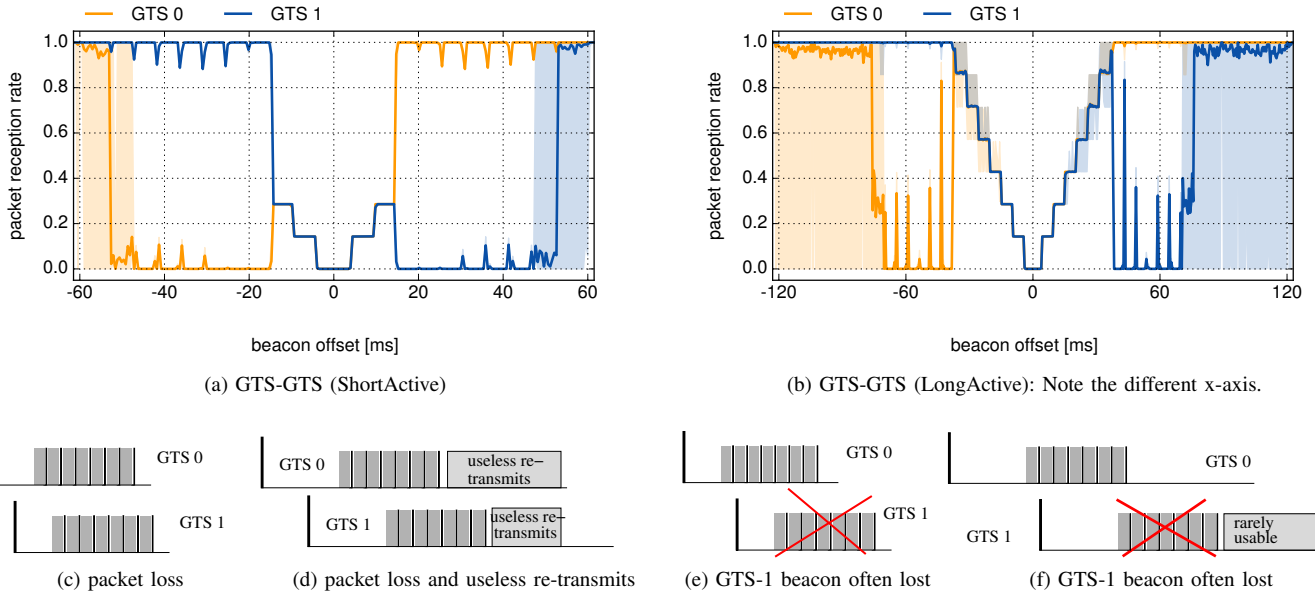 GTS 0 GTS 1
1.0
0.8
0.6
0.4
0.2
0.0
packet reception rate
-60 -40 -20 0 20 40 60
beacon offset [ms]
(a) GTS-GTS (ShortActive)
GTS 0 GTS 1
1.0
0.8
0.6
0.4
0.2
0.0
packet reception rate
-120 -60 0 60 120
beacon offset [ms]
(b) GTS-GTS (LongActive): Note the different x-axis.
GTS 0
GTS 1
(c) packet loss
GTS 0
useless re-
transmits
GTS 1
useless re-
transmits
(d) packet loss and useless re-transmits
GTS 0
GTS 1
(e) GTS-1 beacon often lost
GTS 0
GTS 1
rarely
usable
(f) GTS-1 beacon often lost